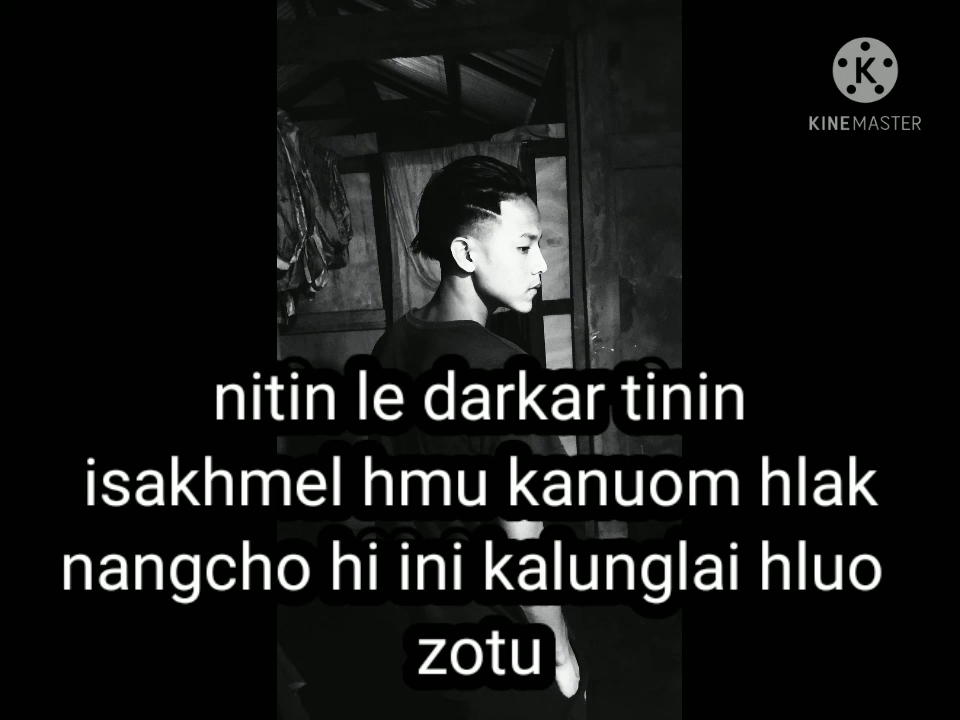 KINEMASTER
nitin le darkar tinin
isakhmel hmu kanuom hlak
nangcho hi ini kalunglai hluo
zotu